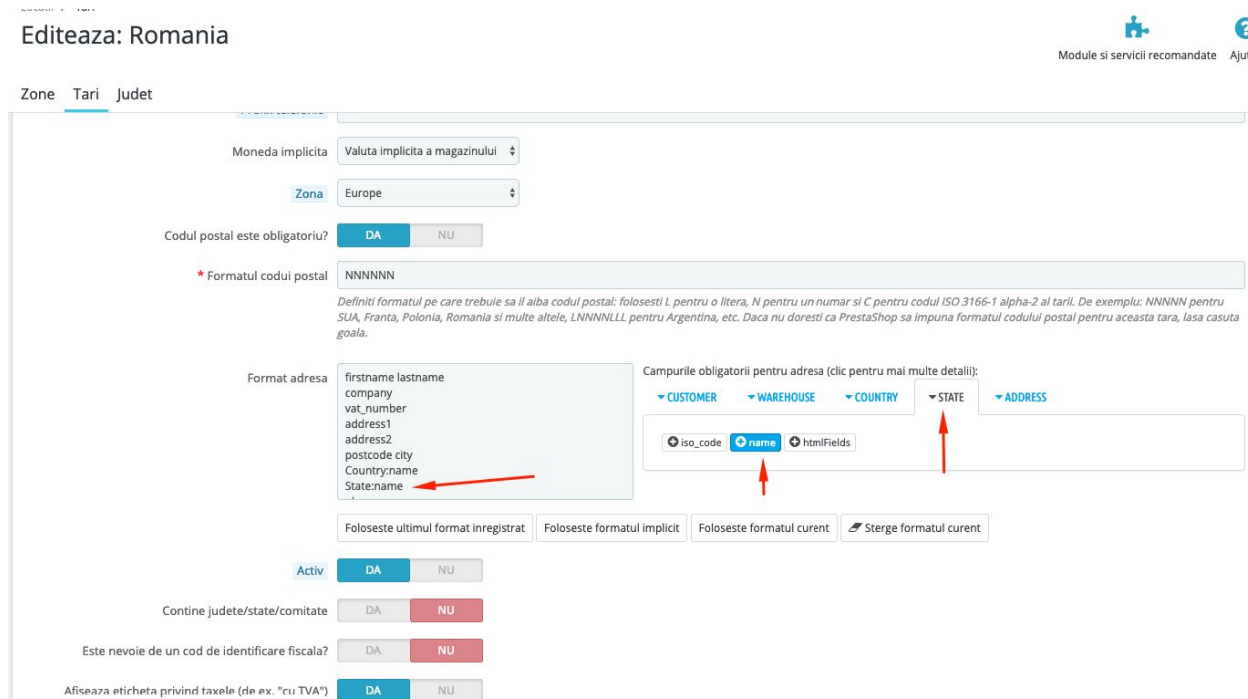 Editeaza: Romania
Module si servicii recomandate
Zone Tari Judet
Moneda implicita Valuta implicita a magazinului
Zona Europe
Codul postal este obligatoriu? DA NU
* Formatul codui postal NNNNNN
Definiti formatul pe care trebuie sa il aiba codul postal: folosesti L pentru o litera, N pentru un numar si C pentru codul ISO 3166-1 alpha-2 al tarii. De exemplu: NNNNN pentru
SUA, Franta, Polonia, Romania si multe altele, LNNNNLLL pentru Argentina, etc. Daca nu doresti ca PrestaShop sa impuna formatul codului postal pentru aceasta tara, lasa casuta
goala.
Format adresa
firstname lastname
company
vat_number
address1
address2
postcode city
Country:name
State:name
Campurile obligatorii pentru adresa (clic pentru mai multe detalii):
CUSTOMER WAREHOUSE COUNTRY STATE ADDRESS
iso_code name htmlFields
Foloseste ultimul format inregistrat Foloseste formatul implicit Foloseste formatul curent Sterge formatul curent
Activ DA NU
Contine judete/state/comitate DA NU
Este nevoie de un cod de identificare fiscala? DA NU
Afiseaza eticheta privind taxele (de ex. "cu TVA") DA NU